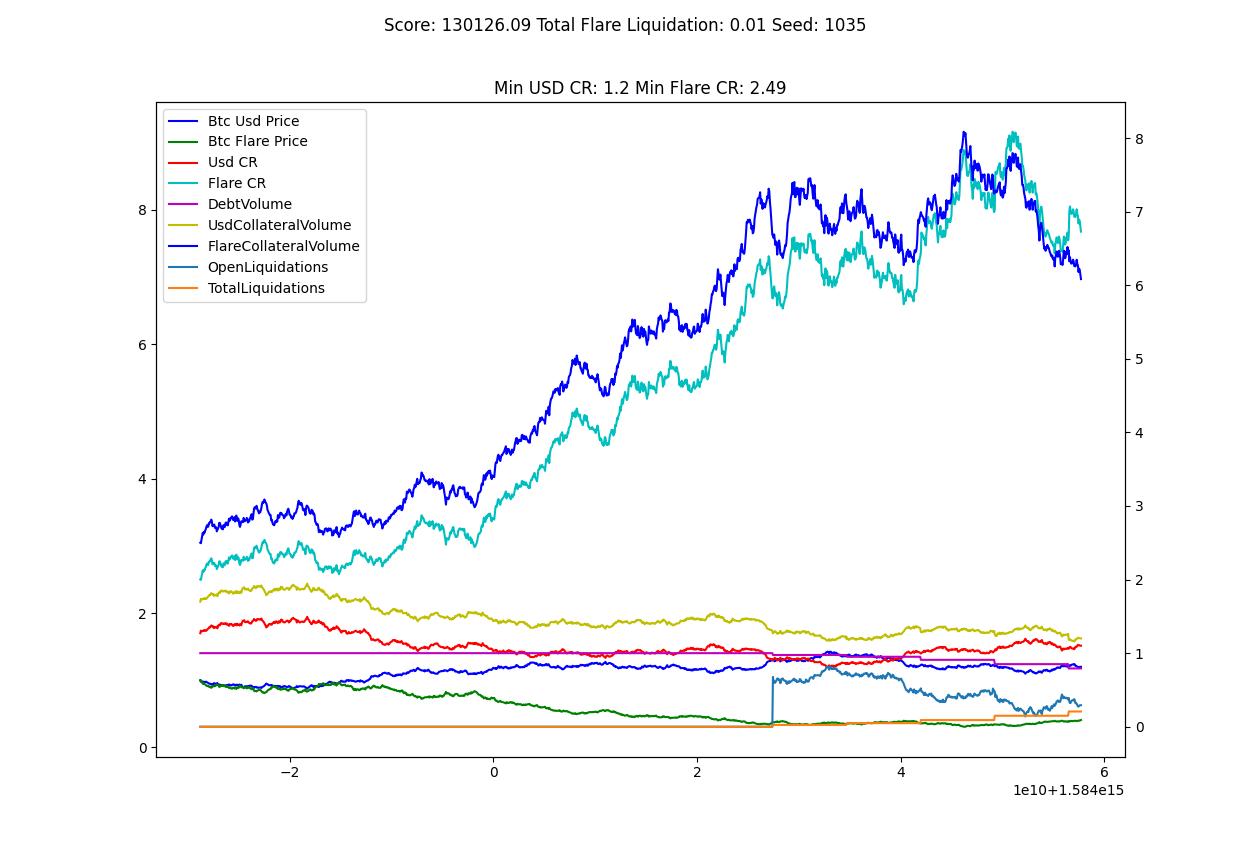 Score: 130126.09 Total Flare Liquidation: 0.01 Seed: 1035
Min USD CR: 1.2 Min Flare CR: 2.49
Btc Usd Price
Btc Flare Price
Usd CR
Flare CR
DebtVolume
UsdCollateralVolume
FlareCollateralVolume
OpenLiquidations
TotalLiquidations
8
6
4
2
0
8
7
6
5
4
3
2
1
0
−2 0 2 4 6
1e10+1.584e15